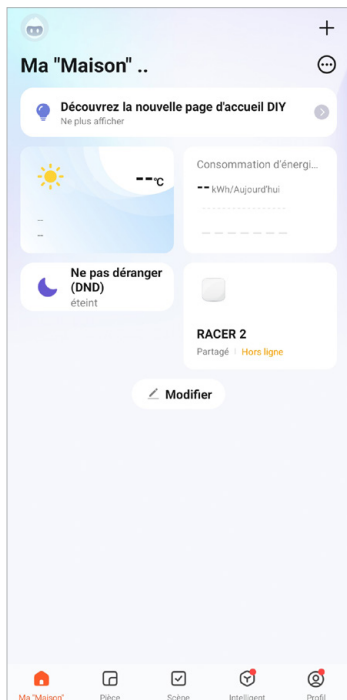 Ma "Maison" ..
Découvrez la nouvelle page d'accueil DIY
Ne plus afficher
--°C
--
--
Consommation d'énergi...
-- kWh/Aujourd'hui
Ne pas déranger
(DND)
éteint
RACER 2
Partagé | Hors ligne
Modifier
Ma "Maison"
Pièce
Scène
Intelligent
Profil